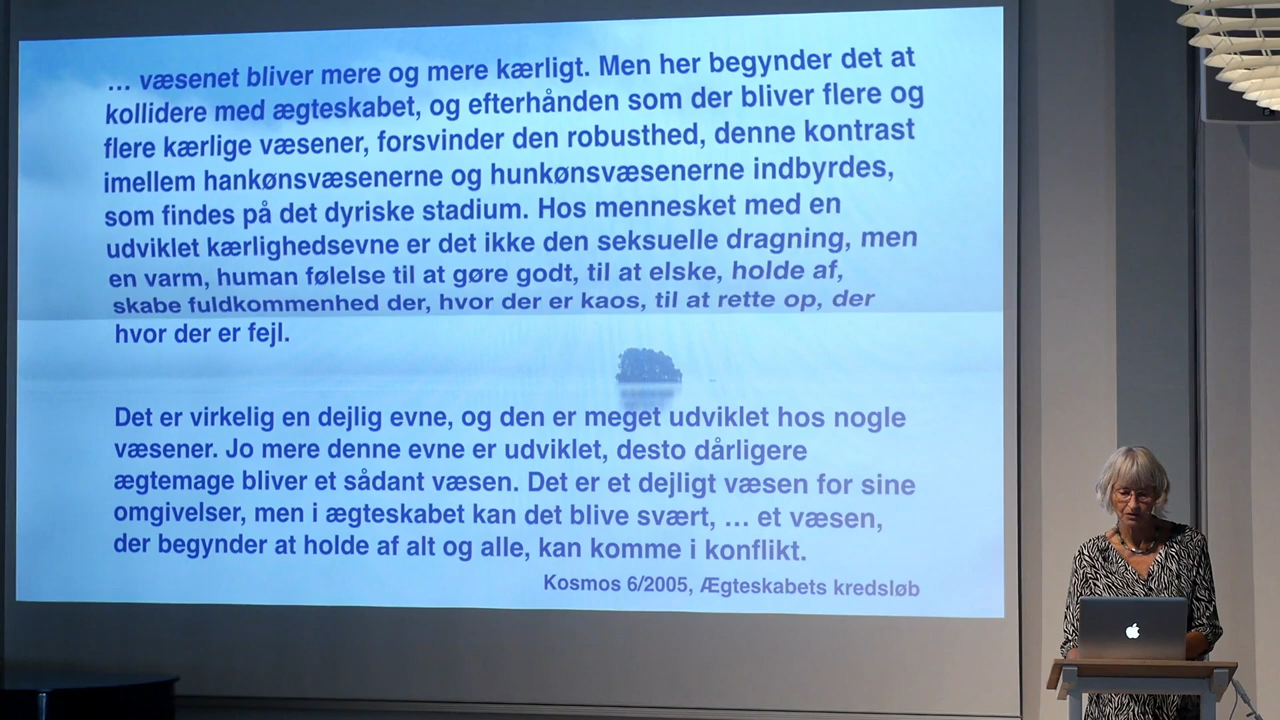 ... væsenet bliver mere og mere kærligt. Men her begynder det at
kollidere med ægteskabet, og efterhånden som der bliver flere og
flere kærlige væsener, forsvinder den robusthed, denne kontrast
imellem hankønsvæsenerne og hunkønsvæsenerne indbyrdes,
som findes på det dyriske stadium. Hos mennesket med en
udviklet kærlighedsevne er det ikke den seksuelle dragning, men
en varm, human følelse til at gøre godt, til at elske, holde af,
skabe fuldkommenhed der, hvor der er kaos, til at rette op, der
hvor der er fejl.
Det er virkelig en dejlig evne, og den er meget udviklet hos nogle
væsener. Jo mere denne evne er udviklet, desto dårligere
ægtemage bliver et sådant væsen. Det er et dejligt væsen for sine
omgivelser, men i ægteskabet kan det blive svært, ... et væsen,
der begynder at holde af alt og alle, kan komme i konflikt.
Kosmos 6/2005, Ægteskabets kredsløb